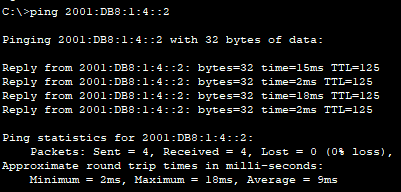 C:\>ping 2001:DB8:1:4::2
Pinging 2001:DB8:1:4::2 with 32 bytes of data:
Reply from 2001:DB8:1:4::2: bytes=32 time=15ms TTL=125
Reply from 2001:DB8:1:4::2: bytes=32 time=2ms TTL=125
Reply from 2001:DB8:1:4::2: bytes=32 time=18ms TTL=125
Reply from 2001:DB8:1:4::2: bytes=32 time=2ms TTL=125
Ping statistics for 2001:DB8:1:4::2:
Packets: Sent = 4, Received = 4, Lost = 0 (0% loss),
Approximate round trip times in milli-seconds:
Minimum = 2ms, Maximum = 18ms, Average = 9ms